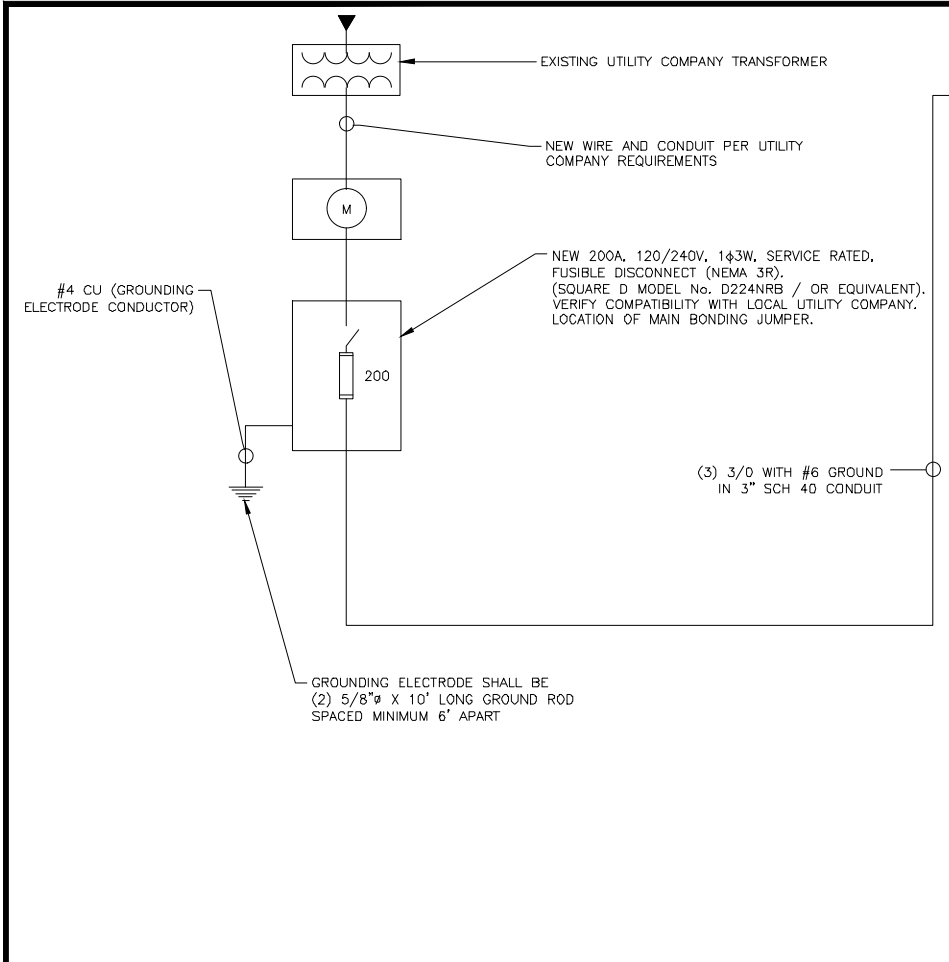 EXISTING UTILITY COMPANY TRANSFORMER
NEW WIRE AND CONDUIT PER UTILITY
COMPANY REQUIREMENTS
M
NEW 200A, 120/240V, 1ϕ3W, SERVICE RATED,
FUSIBLE DISCONNECT (NEMA 3R).
(SQUARE D MODEL No. D224NRB / OR EQUIVALENT).
VERIFY COMPATIBILITY WITH LOCAL UTILITY COMPANY.
LOCATION OF MAIN BONDING JUMPER.
#4 CU (GROUNDING
ELECTRODE CONDUCTOR)
200
(3) 3/0 WITH #6 GROUND
IN 3" SCH 40 CONDUIT
GROUNDING ELECTRODE SHALL BE
(2) 5/8"ø X 10' LONG GROUND ROD
SPACED MINIMUM 6' APART